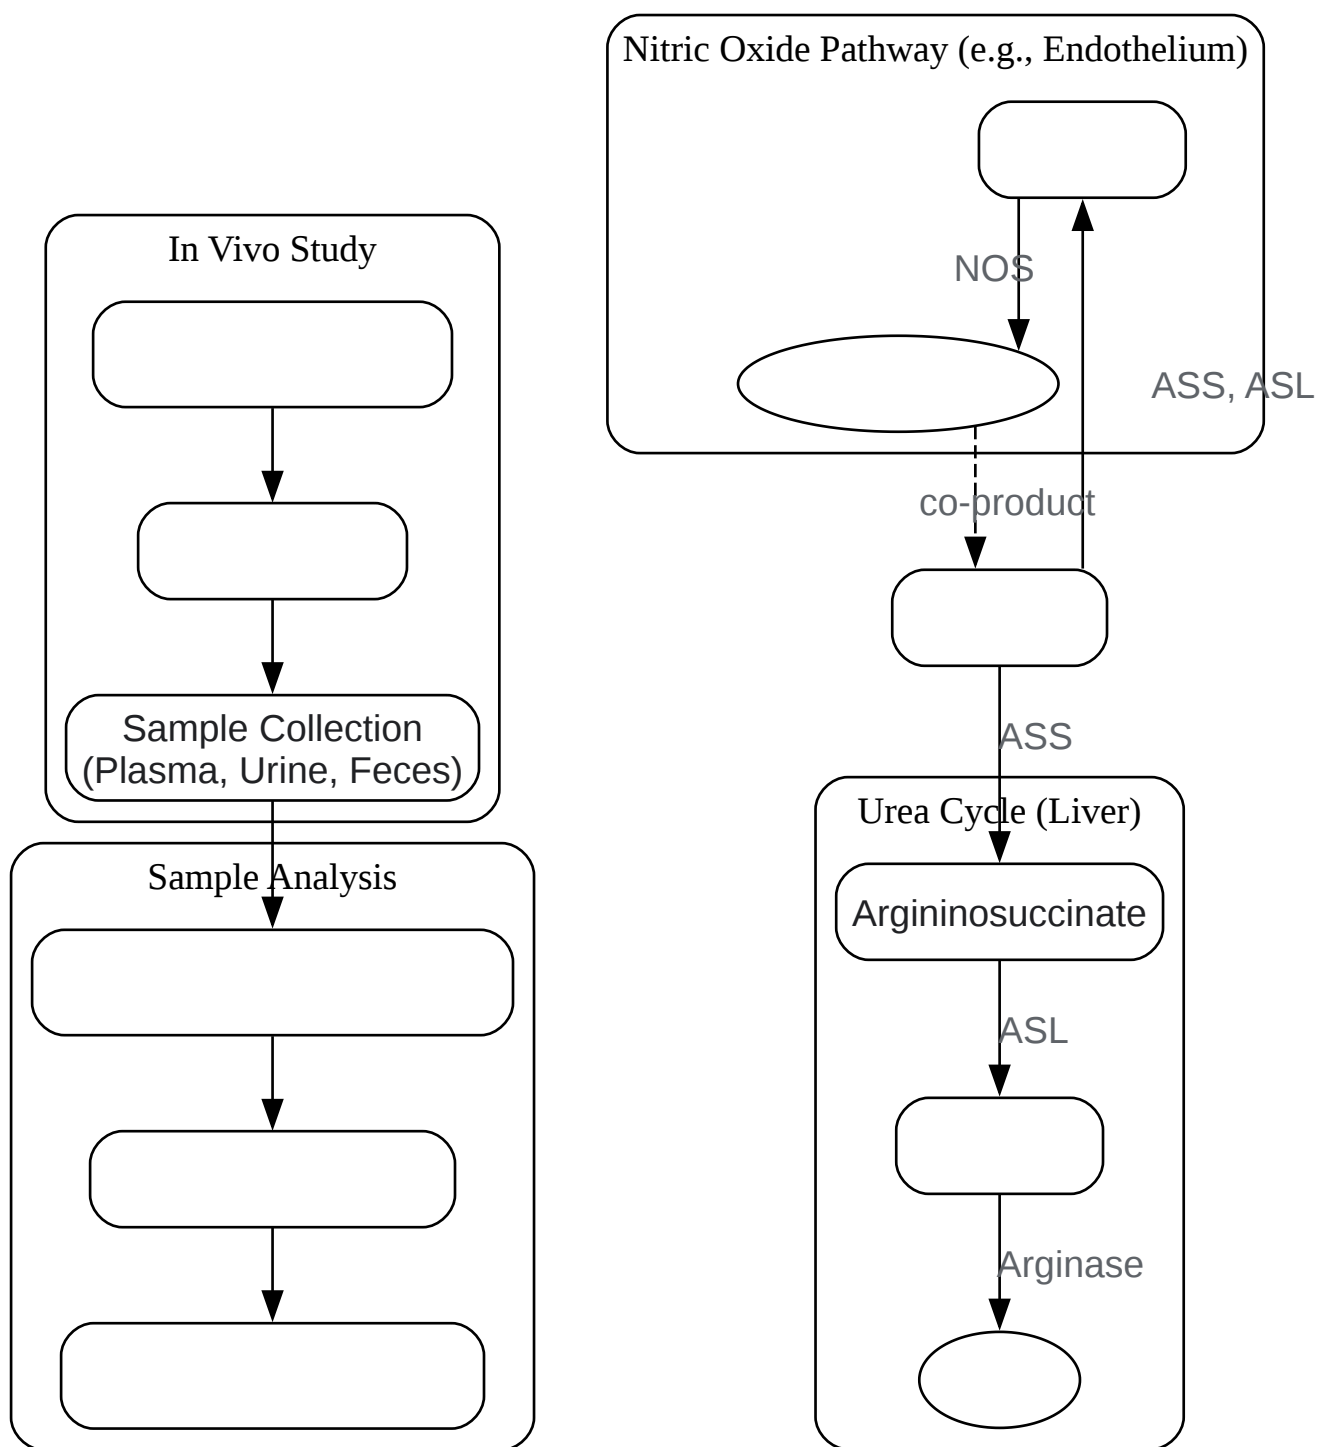 Nitric Oxide Pathway (e.g., Endothelium)
NOS
ASS, ASL
co-product
ASS
Urea Cycle (Liver)
Argininosuccinate
ASL
Arginase
In Vivo Study
Sample Collection
(Plasma, Urine, Feces)
Sample Analysis